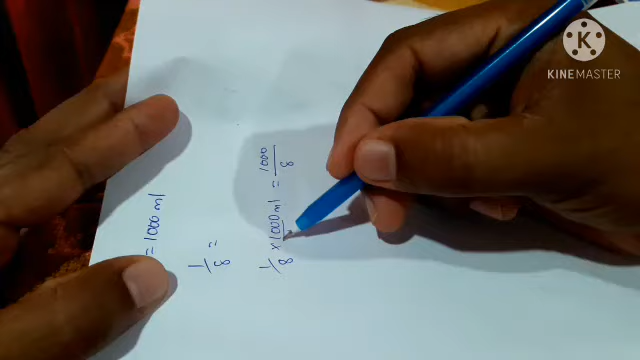 = 1000 ml
1/8 =
1/8 × 1000 ml = 1000/8
K
KINEMASTER